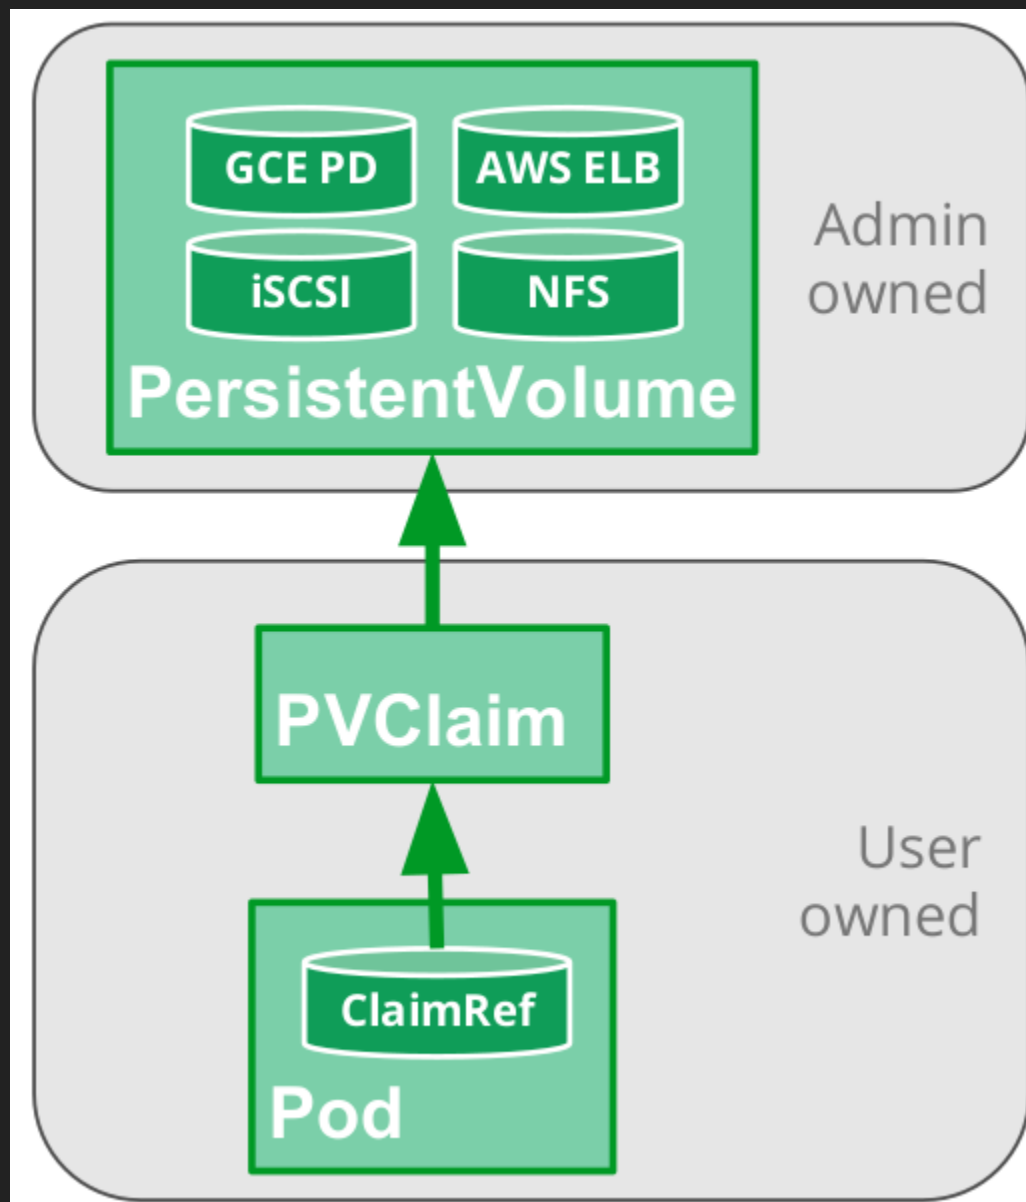 GCE PD
AWS ELB
iSCSI
NFS
PersistentVolume
Admin
owned
PVClaim
User
owned
ClaimRef
Pod